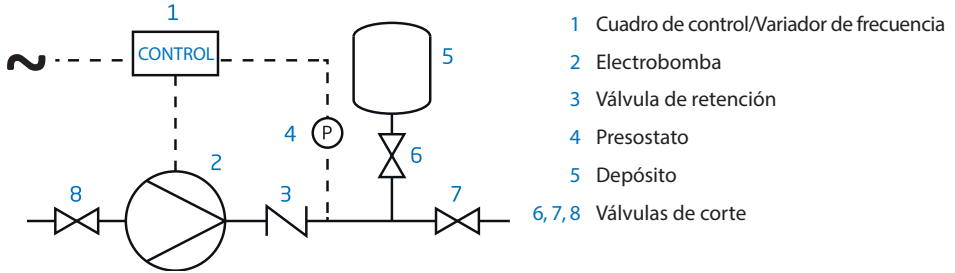 1
CONTROL
5
4
P
6
2
8
3
7
1 Cuadro de control/Variador de frecuencia
2 Electrobomba
3 Válvula de retención
4 Presostato
5 Depósito
6, 7, 8 Válvulas de corte